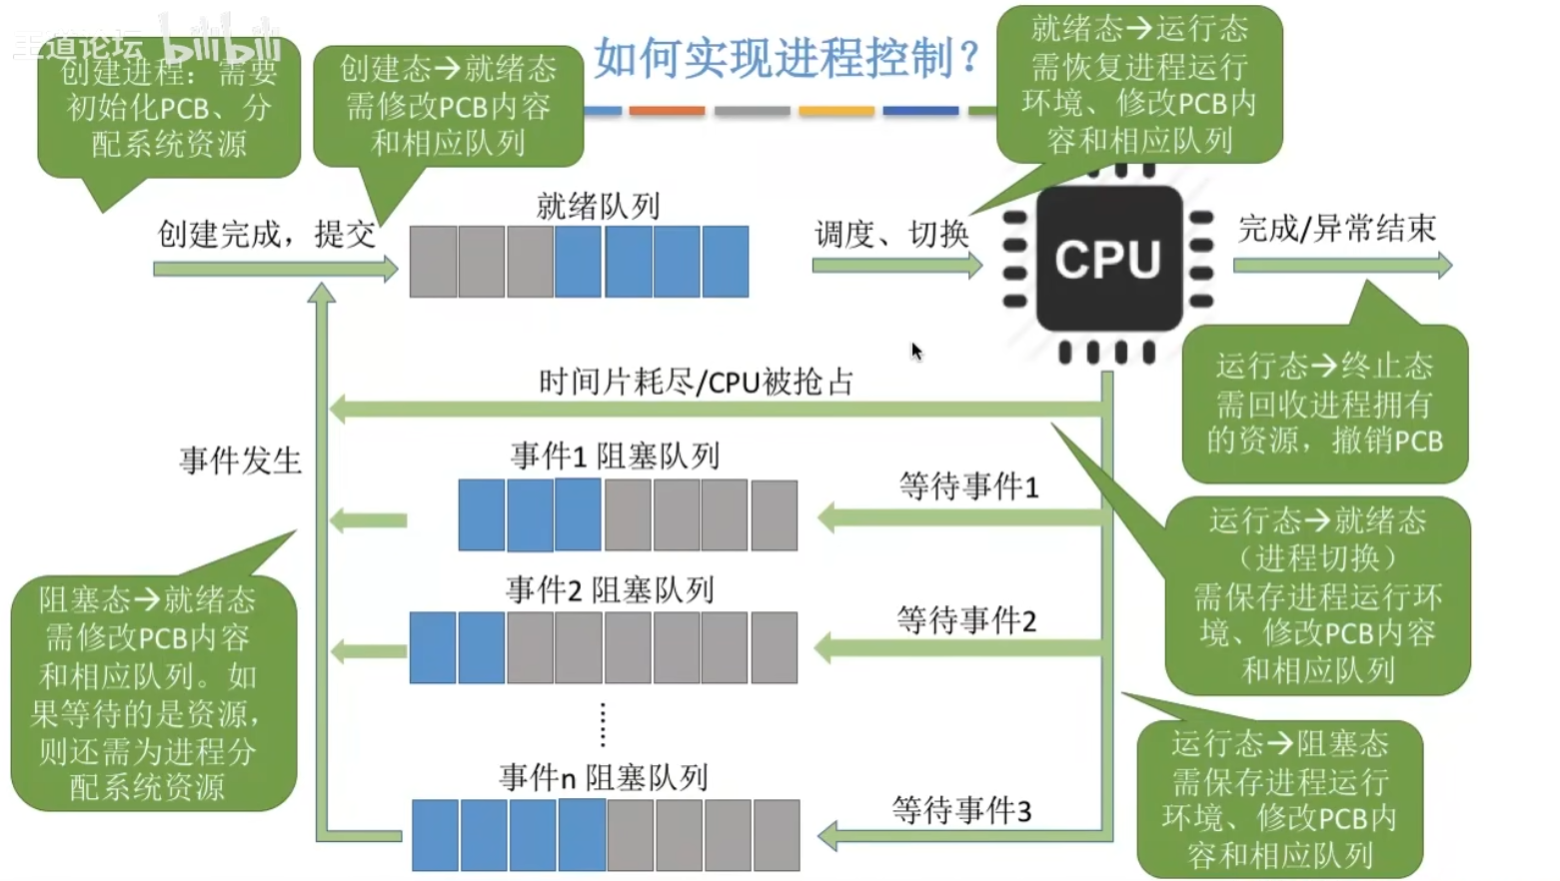 王道论坛 bilibili
如何实现进程控制？
创建进程：需要
初始化PCB、分
配系统资源
创建态→就绪态
需修改PCB内容
和相应队列
就绪态→运行态
需恢复进程运行
环境、修改PCB内
容和相应队列
创建完成，提交
就绪队列
调度、切换
CPU
完成/异常结束
运行态→终止态
需回收进程拥有
的资源，撤销PCB
时间片耗尽/CPU被抢占
事件发生
事件1 阻塞队列
等待事件1
运行态→就绪态
（进程切换）
需保存进程运行环
境、修改PCB内容
和相应队列
事件2 阻塞队列
等待事件2
阻塞态→就绪态
需修改PCB内容
和相应队列。如
果等待的是资源，
则还需为进程分
配系统资源
事件n 阻塞队列
等待事件3
运行态→阻塞态
需保存进程运行
环境、修改PCB内
容和相应队列